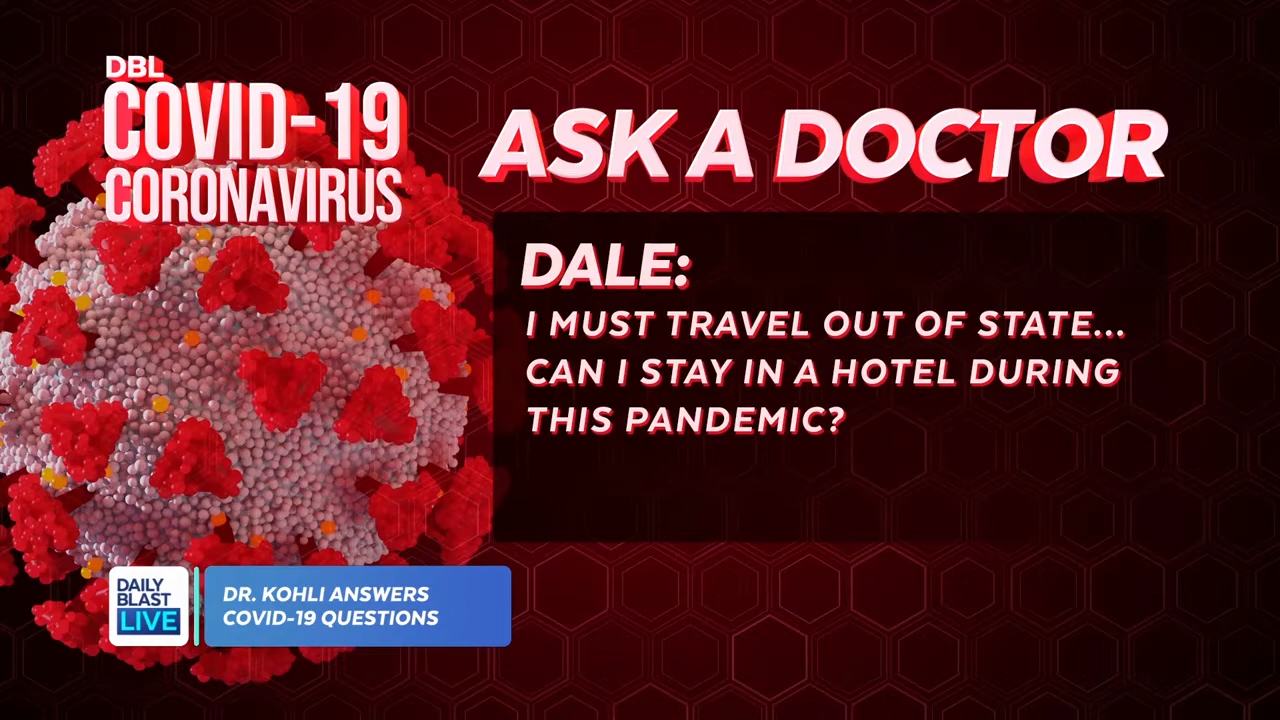 DBL
COVID-19
CORONAVIRUS
ASK A DOCTOR
DALE:
I MUST TRAVEL OUT OF STATE...
CAN I STAY IN A HOTEL DURING
THIS PANDEMIC?
DAILY
BLAST
LIVE
DR. KOHLI ANSWERS
COVID-19 QUESTIONS